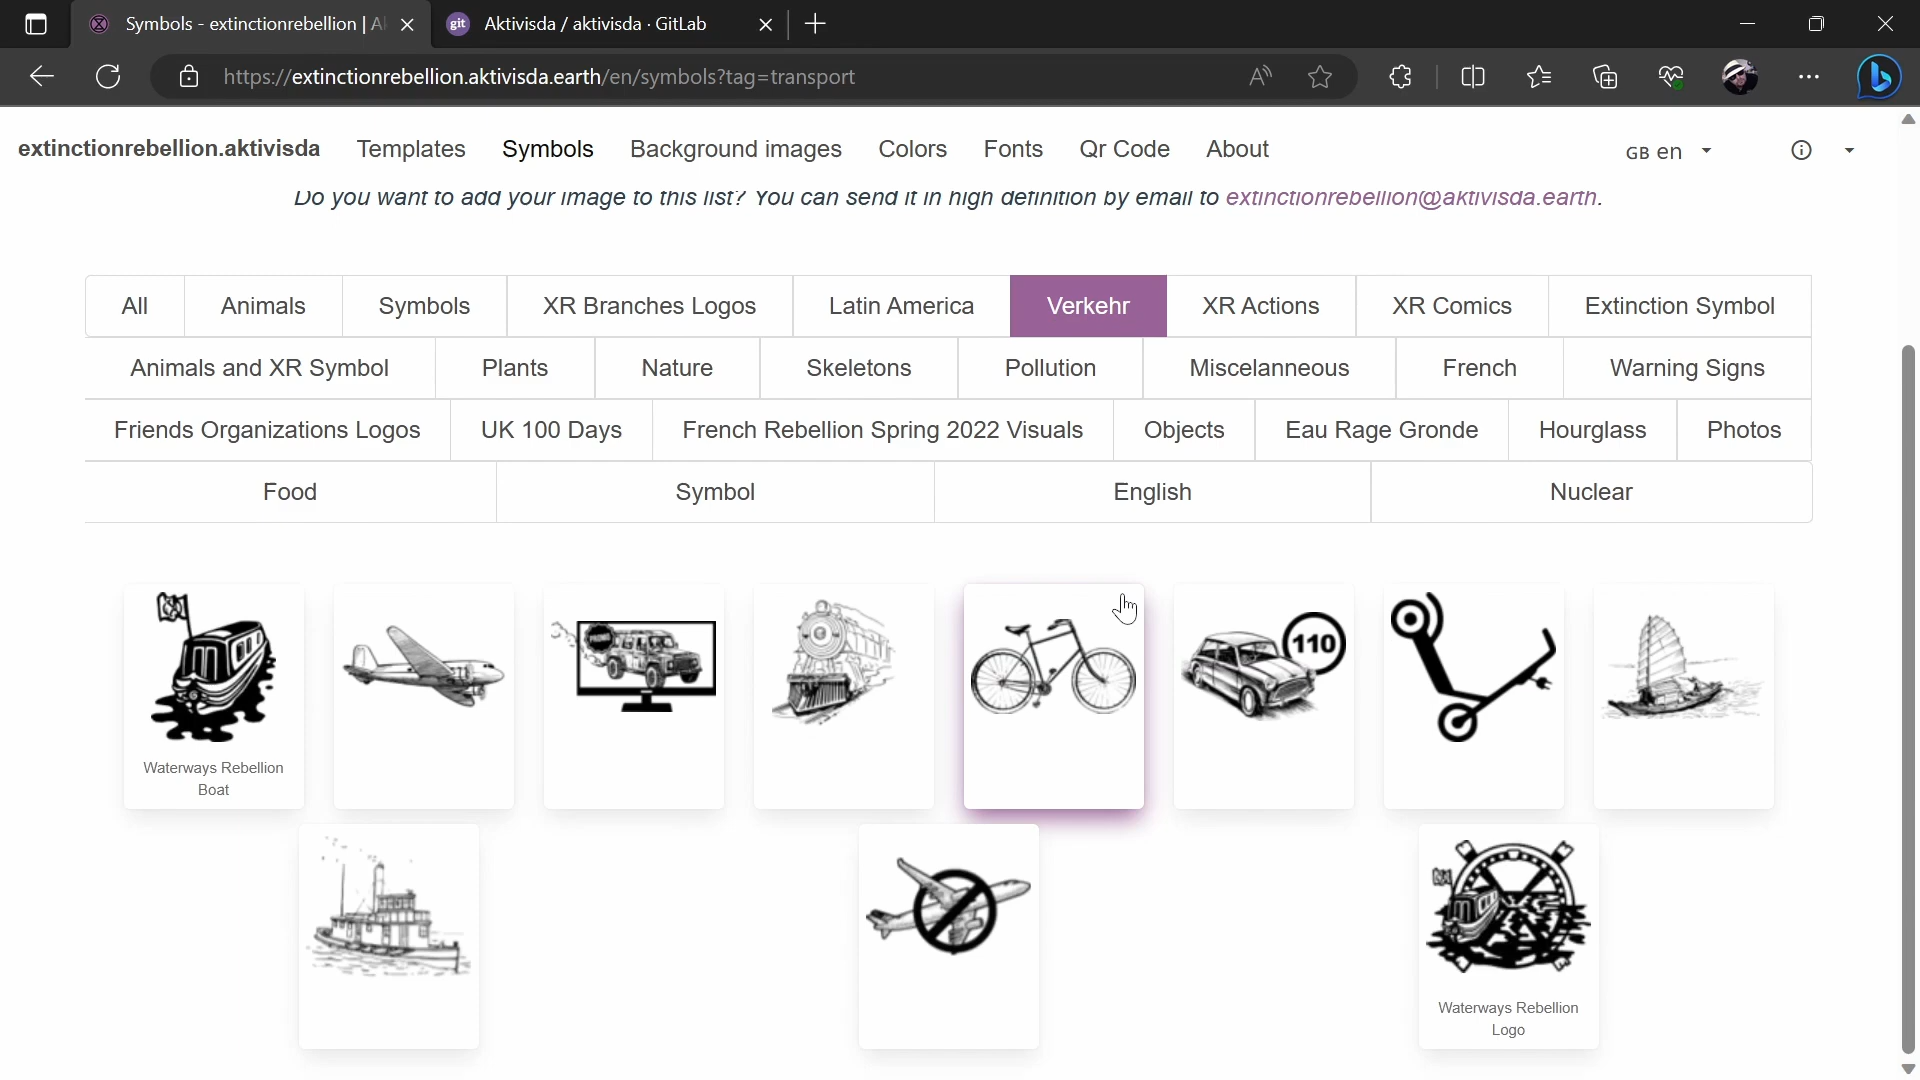 Symbols - extinctionrebellion | A
git Aktivisda / aktivisda · GitLab
https://extinctionrebellion.aktivisda.earth/en/symbols?tag=transport
extinctionrebellion.aktivisda Templates Symbols Background images Colors Fonts Qr Code About GB en
Do you want to add your image to this list? You can send it in high definition by email to extinctionrebellion@aktivisda.earth.
All Animals Symbols XR Branches Logos Latin America Verkehr XR Actions XR Comics Extinction Symbol
Animals and XR Symbol Plants Nature Skeletons Pollution Miscelanneous French Warning Signs
Friends Organizations Logos UK 100 Days French Rebellion Spring 2022 Visuals Objects Eau Rage Gronde Hourglass Photos
Food Symbol English Nuclear
110
Waterways Rebellion
Boat
Waterways Rebellion
Logo